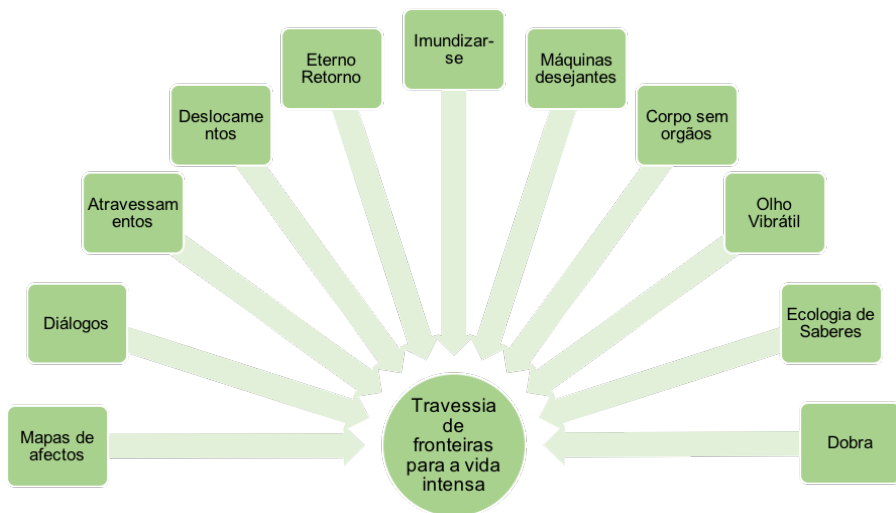 Mapas de
afectos
Diálogos
Atravessam
entos
Deslocame
ntos
Eterno
Retorno
Imundizar-
se
Máquinas
desejantes
Corpo sem
orgãos
Olho
Vibrátil
Ecologia de
Saberes
Dobra
Travessia
de
fronteiras
para a vida
intensa